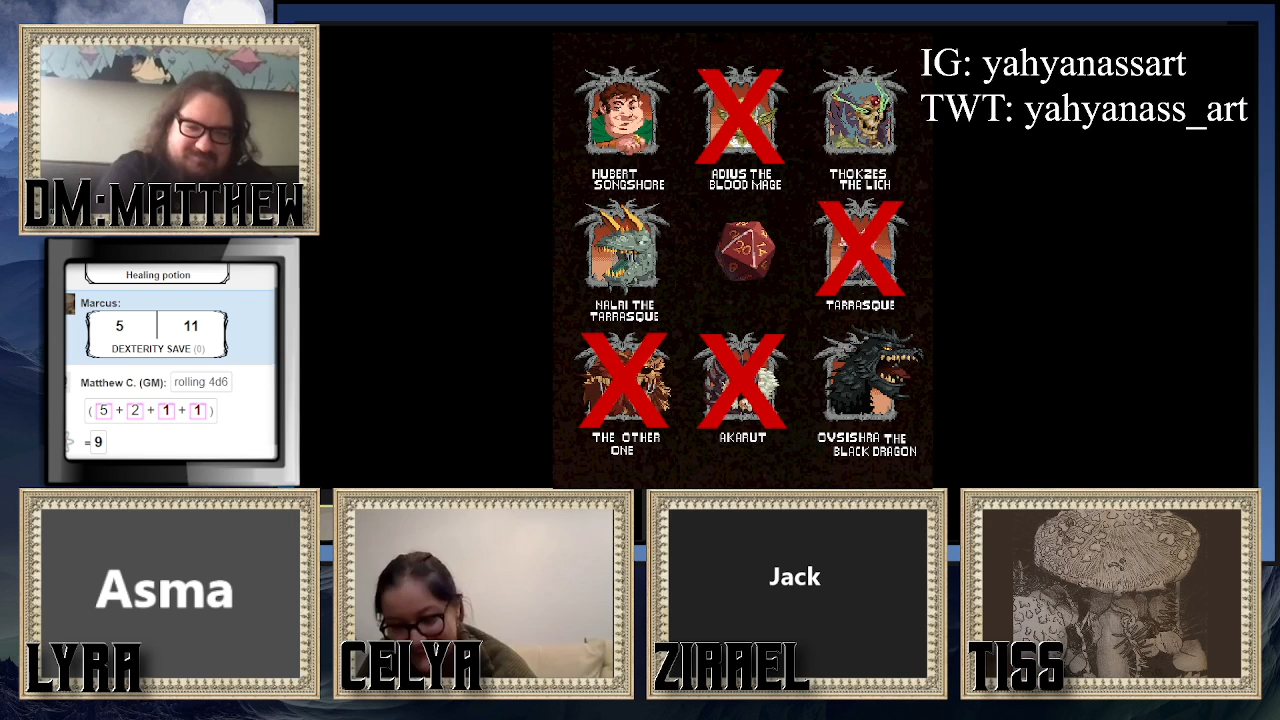 IG: yahyanassart
TWT: yahyanass_art
DM:MATTHEW
HUBERT
SONGSHORE
ADIUS THE
BLOOD MAGE
THOKZES
THE LICH
NALRI THE
TARRASQUE
20
TARRASQUE
THE OTHER
ONE
AKARUT
OVSISHRA THE
BLACK DRAGON
Healing potion
Marcus:
5 11
DEXTERITY SAVE (0)
Matthew C. (GM): rolling 4d6
( 5 + 2 + 1 + 1 )
= 9
Asma
LYRA
CELYA
Jack
ZIRAEL
TISS